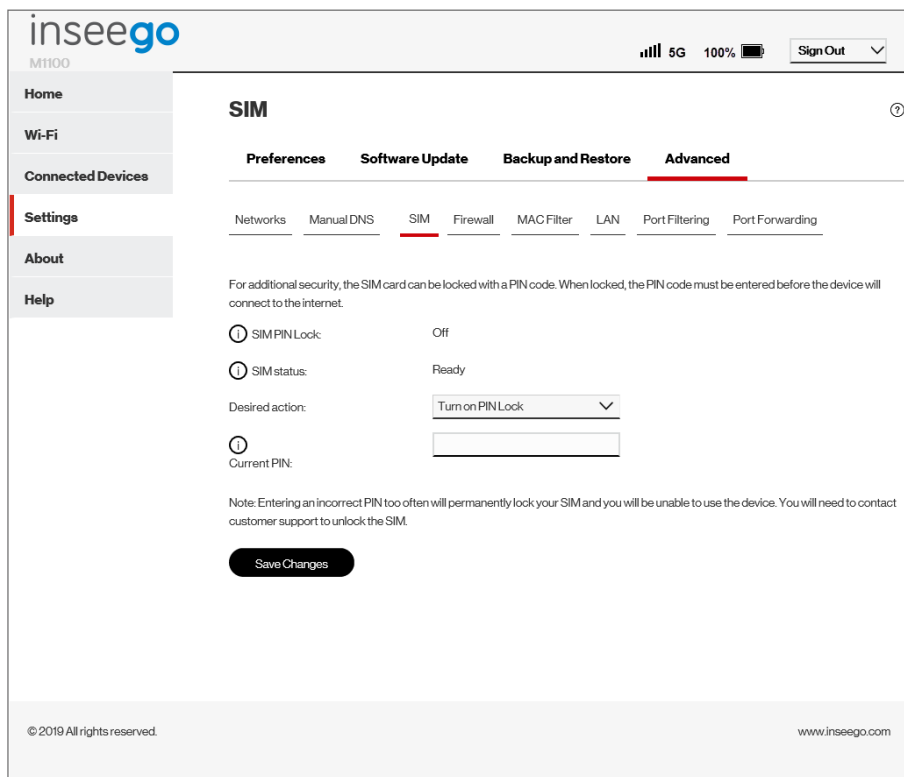 inseego
M1100
5G 100% Sign Out
Home
Wi-Fi
Connected Devices
Settings
About
Help
SIM
?
Preferences Software Update Backup and Restore Advanced
Networks Manual DNS SIM Firewall MAC Filter LAN Port Filtering Port Forwarding
For additional security, the SIM card can be locked with a PIN code. When locked, the PIN code must be entered before the device will
connect to the internet.
i SIM PIN Lock: Off
i SIM status: Ready
Desired action: Turn on PIN Lock
i
Current PIN:
Note: Entering an incorrect PIN too often will permanently lock your SIM and you will be unable to use the device. You will need to contact
customer support to unlock the SIM.
Save Changes
© 2019 All rights reserved. www.inseego.com